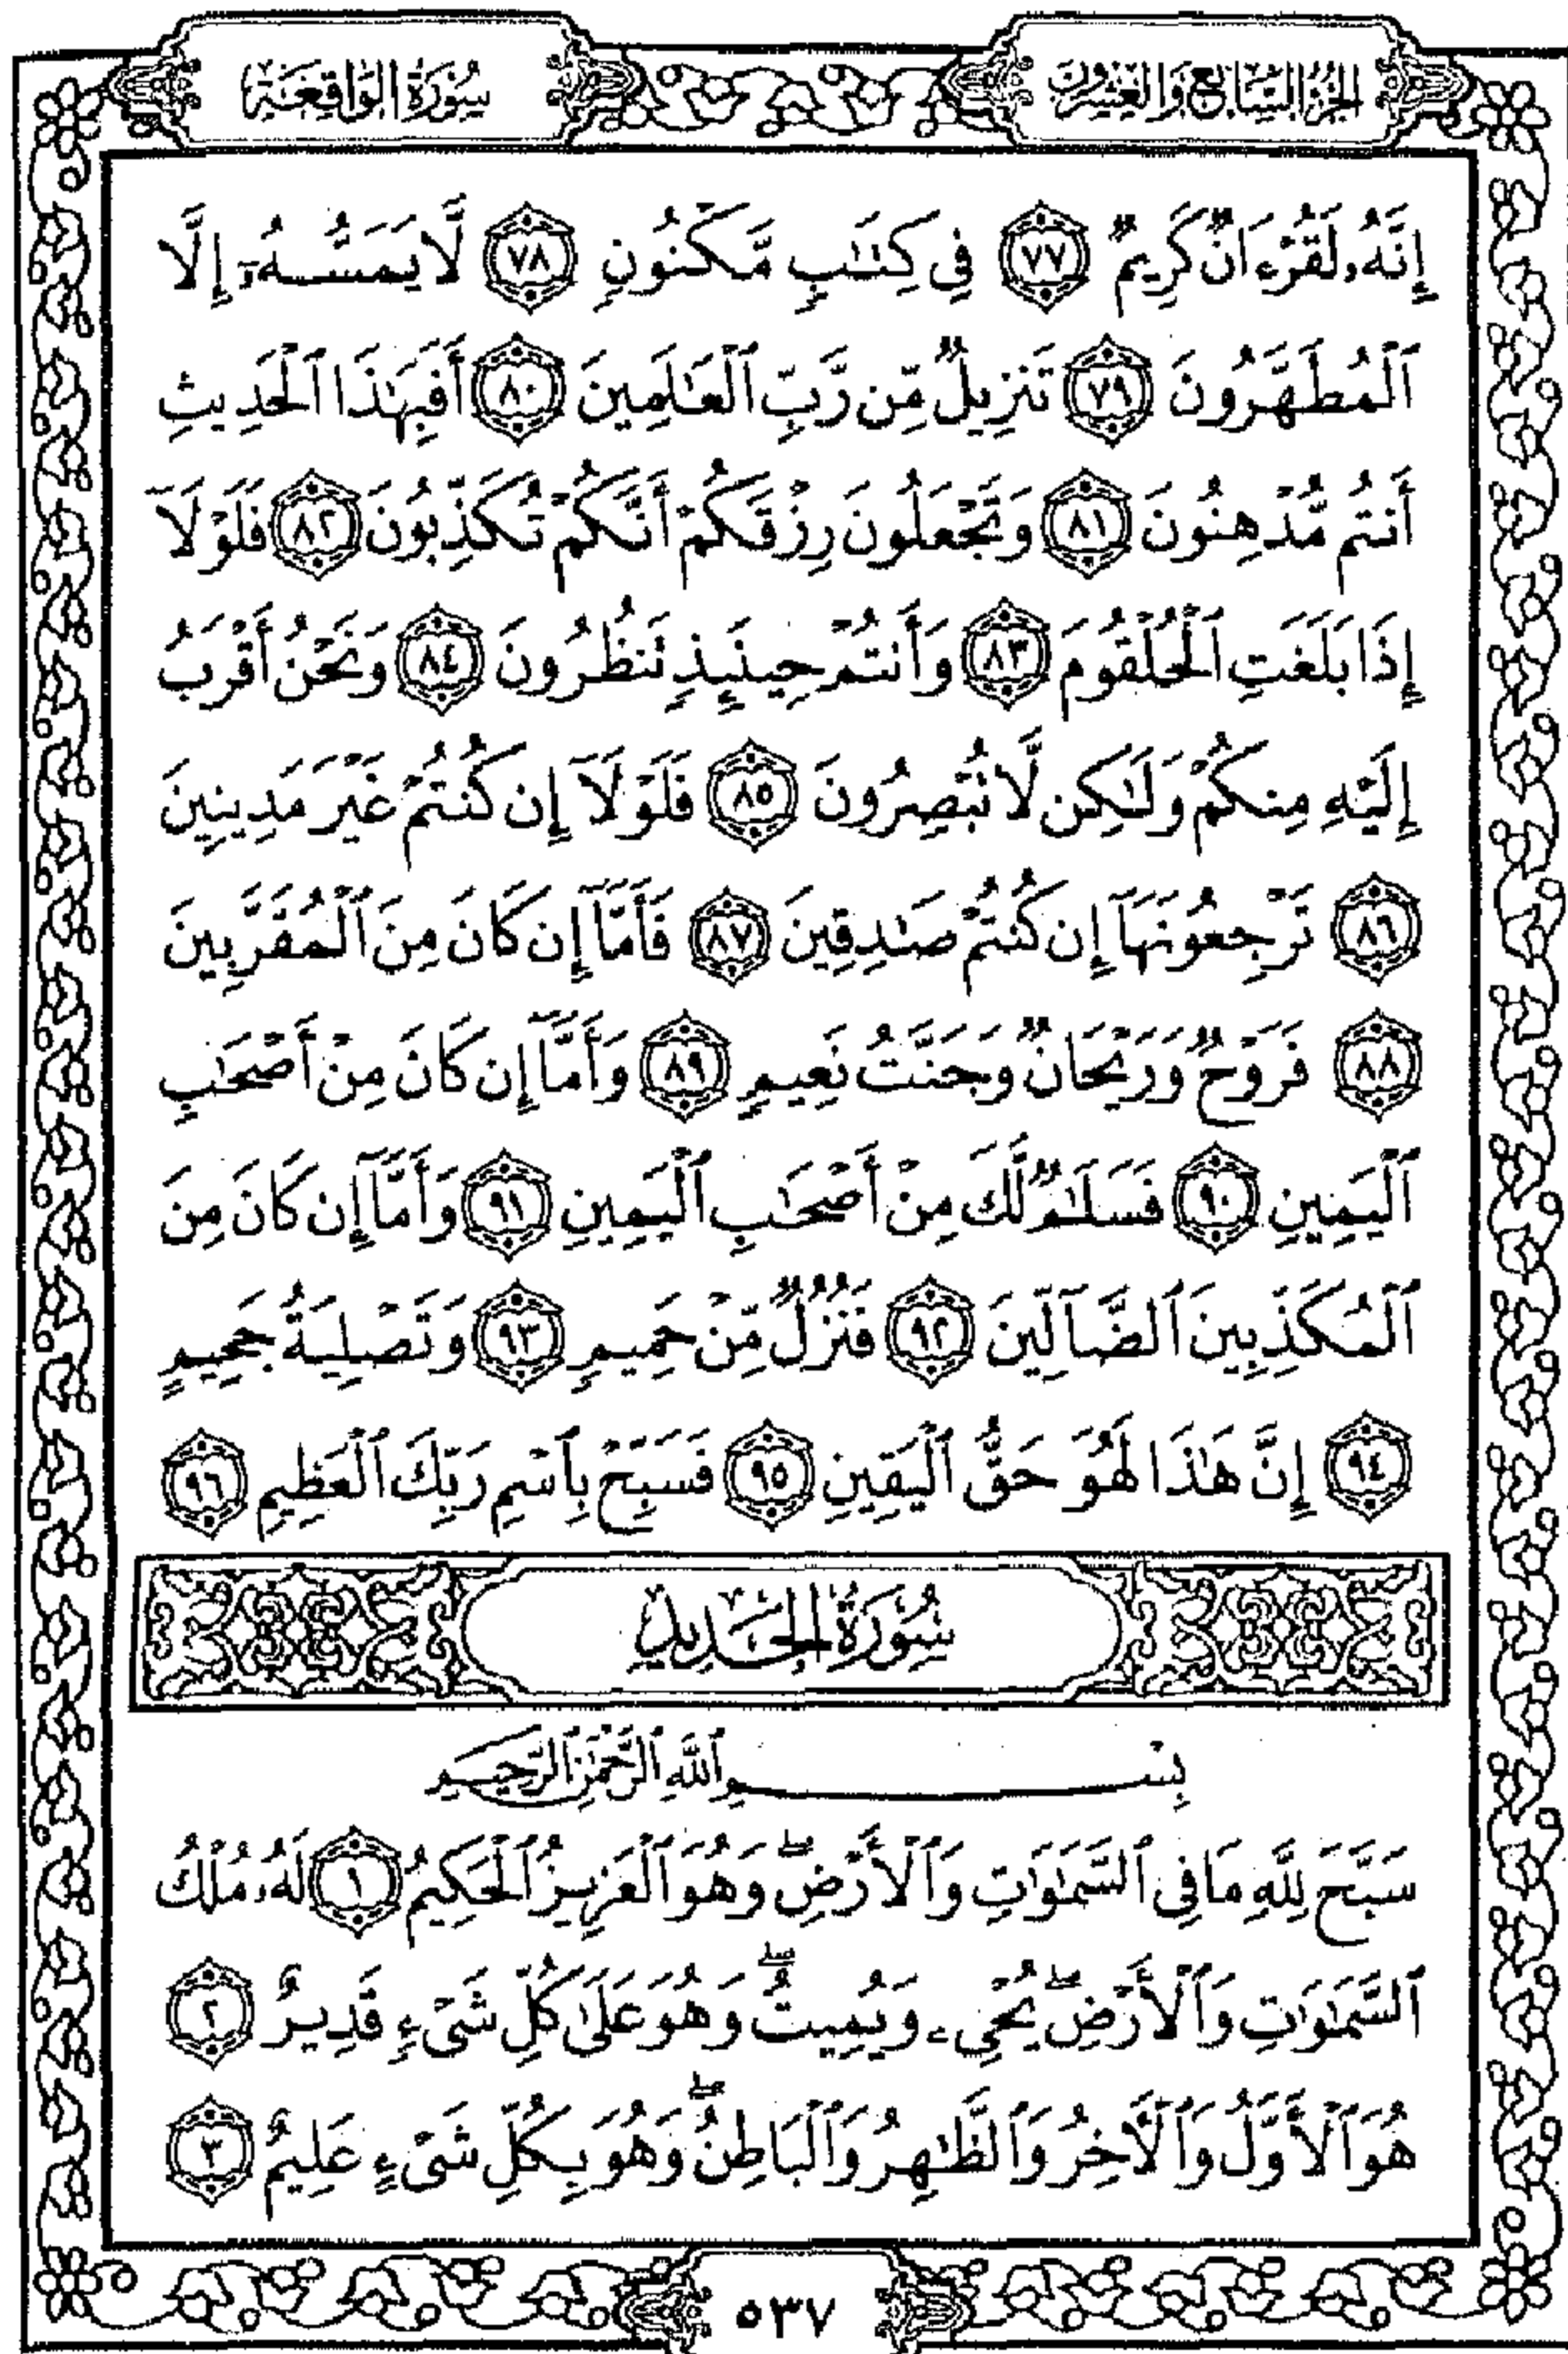 الجزء السابع والعشرون
سورة الواقعة
إِنَّهُۥ لَقُرْءَانٌ كَرِيمٌ ٧٧ فِى كِتَـٰبٍ مَّكْنُونٍ ٧٨ لَّا يَمَسُّهُۥٓ إِلَّا
ٱلْمُطَهَّرُونَ ٧٩ تَنزِيلٌ مِّن رَّبِّ ٱلْعَـٰلَمِينَ ٨٠ أَفَبِهَـٰذَا ٱلْحَدِيثِ
أَنتُم مُّدْهِنُونَ ٨١ وَتَجْعَلُونَ رِزْقَكُمْ أَنَّكُمْ تُكَذِّبُونَ ٨٢ فَلَوْلَآ
إِذَا بَلَغَتِ ٱلْحُلْقُومَ ٨٣ وَأَنتُمْ حِينَئِذٍ تَنظُرُونَ ٨٤ وَنَحْنُ أَقْرَبُ
إِلَيْهِ مِنكُمْ وَلَـٰكِن لَّا تُبْصِرُونَ ٨٥ فَلَوْلَآ إِن كُنتُمْ غَيْرَ مَدِينِينَ
٨٦ تَرْجِعُونَهَآ إِن كُنتُمْ صَـٰدِقِينَ ٨٧ فَأَمَّآ إِن كَانَ مِنَ ٱلْمُقَرَّبِينَ
٨٨ فَرَوْحٌ وَرَيْحَانٌ وَجَنَّتُ نَعِيمٍ ٨٩ وَأَمَّآ إِن كَانَ مِنْ أَصْحَـٰبِ
ٱلْيَمِينِ ٩٠ فَسَلَـٰمٌ لَّكَ مِنْ أَصْحَـٰبِ ٱلْيَمِينِ ٩١ وَأَمَّآ إِن كَانَ مِنَ
ٱلْمُكَذِّبِينَ ٱلضَّآلِّينَ ٩٢ فَنُزُلٌ مِّنْ حَمِيمٍ ٩٣ وَتَصْلِيَةُ جَحِيمٍ
٩٤ إِنَّ هَـٰذَا لَهُوَ حَقُّ ٱلْيَقِينِ ٩٥ فَسَبِّحْ بِٱسْمِ رَبِّكَ ٱلْعَظِيمِ ٩٦
سُورَةُ الحَدِيدِ
بِسْمِ ٱللَّهِ ٱلرَّحْمَـٰنِ ٱلرَّحِيمِ
سَبَّحَ لِلَّهِ مَا فِى ٱلسَّمَـٰوَٰتِ وَٱلْأَرْضِ ۖ وَهُوَ ٱلْعَزِيزُ ٱلْحَكِيمُ ١ لَهُۥ مُلْكُ
ٱلسَّمَـٰوَٰتِ وَٱلْأَرْضِ ۖ يُحْىِۦ وَيُمِيتُ ۖ وَهُوَ عَلَىٰ كُلِّ شَىْءٍ قَدِيرٌ ٢
هُوَ ٱلْأَوَّلُ وَٱلْـَٔاخِرُ وَٱلظَّـٰهِرُ وَٱلْبَاطِنُ ۖ وَهُوَ بِكُلِّ شَىْءٍ عَلِيمٌ ٣
٥٣٧